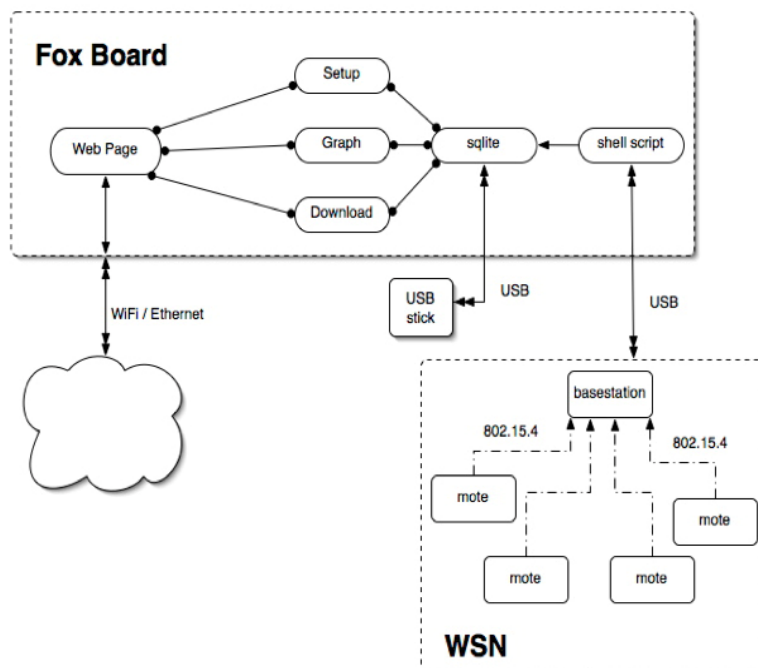 Fox Board
Setup
Web Page
Graph
sqlite
shell script
Download
WiFi / Ethernet
USB
stick
USB
USB
basestation
802.15.4
802.15.4
mote
mote
mote
mote
WSN